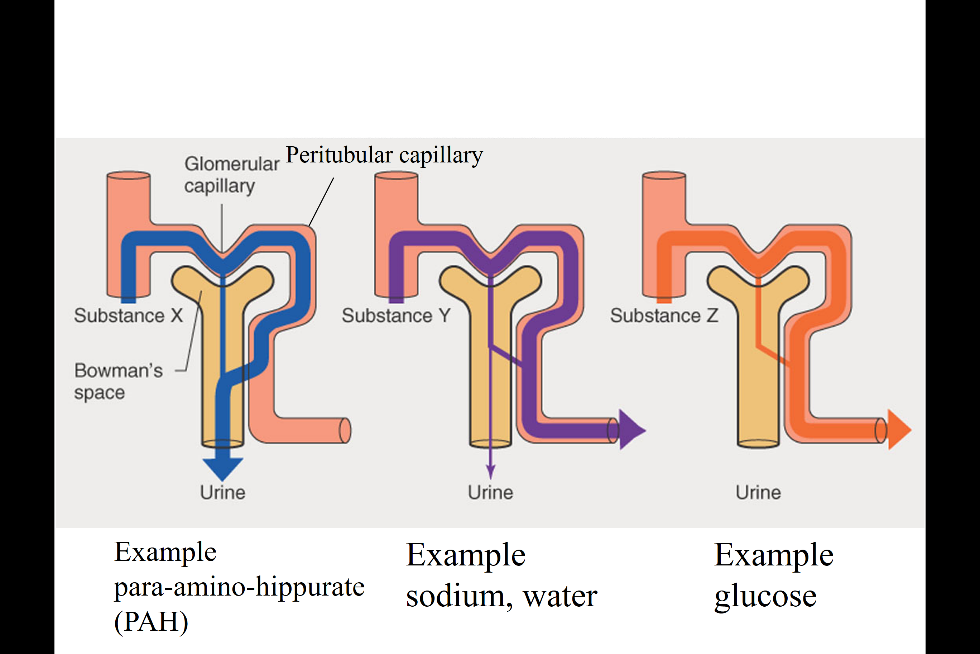 Glomerular
capillary
Peritubular capillary
Substance X
Substance Y
Substance Z
Bowman's
space
Urine
Urine
Urine
Example
para-amino-hippurate
(PAH)
Example
sodium, water
Example
glucose